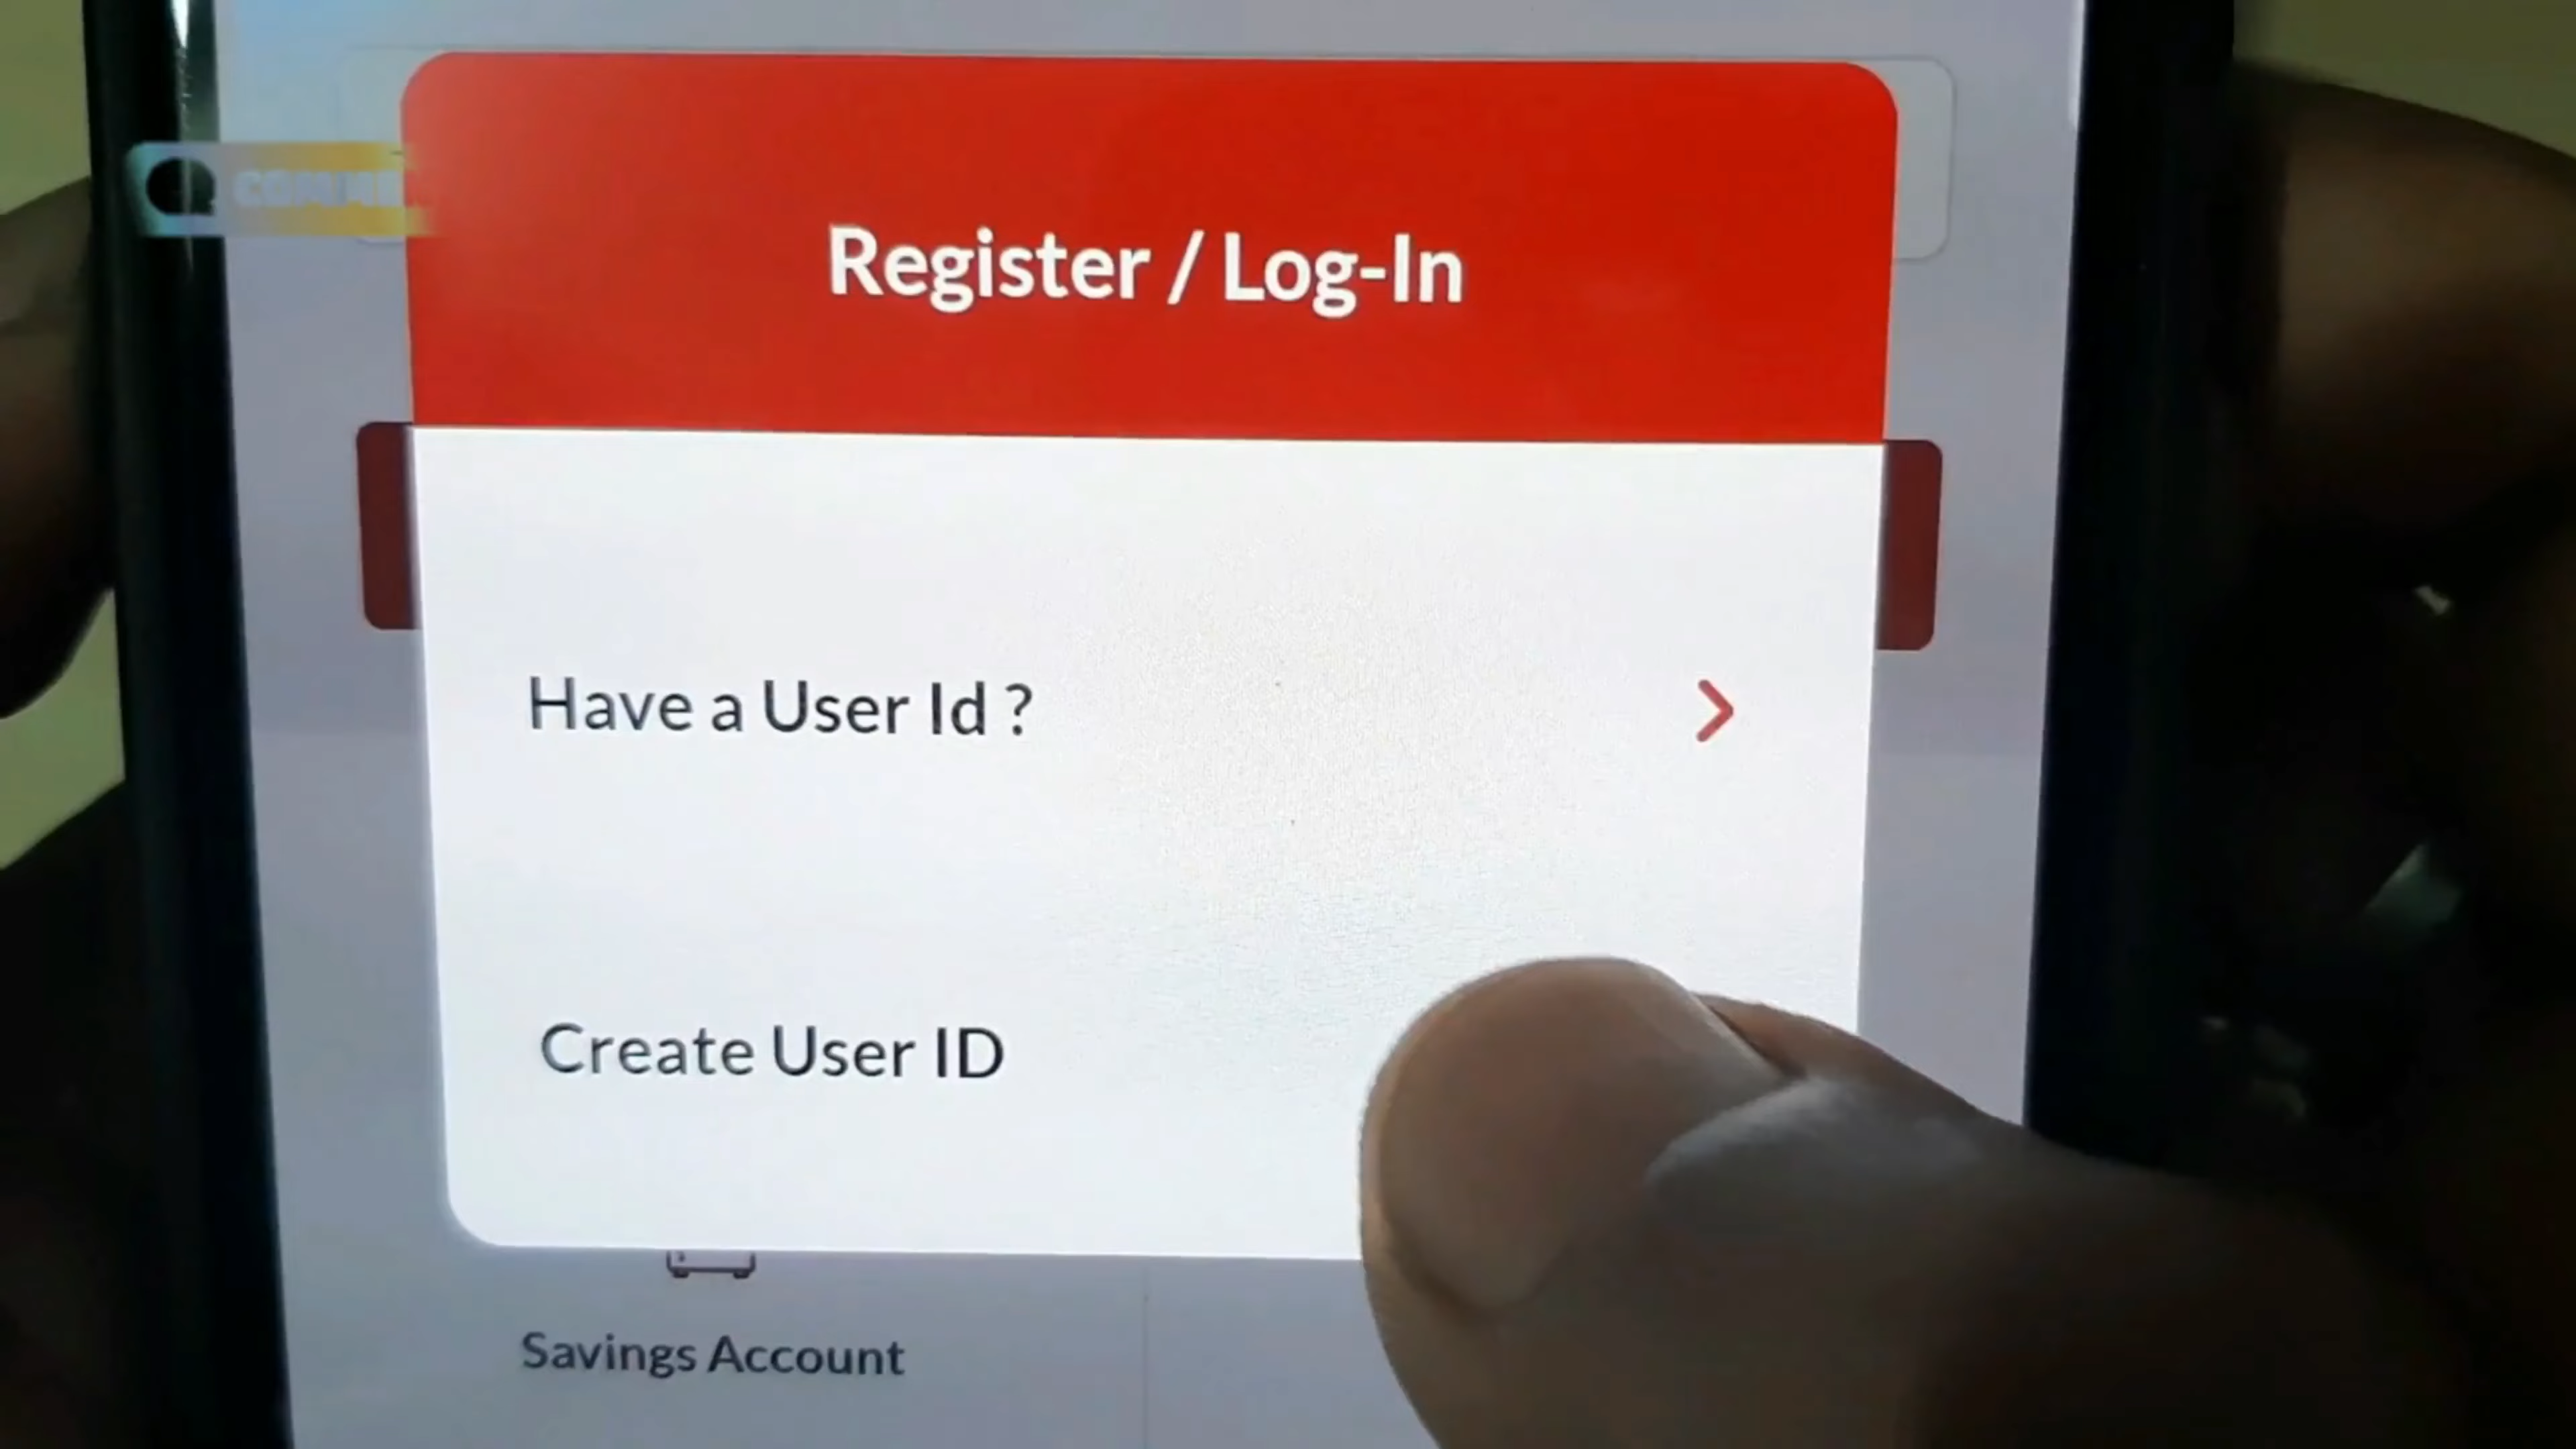 Register / Log-In
Have a User Id ?
Create User ID
Savings Account